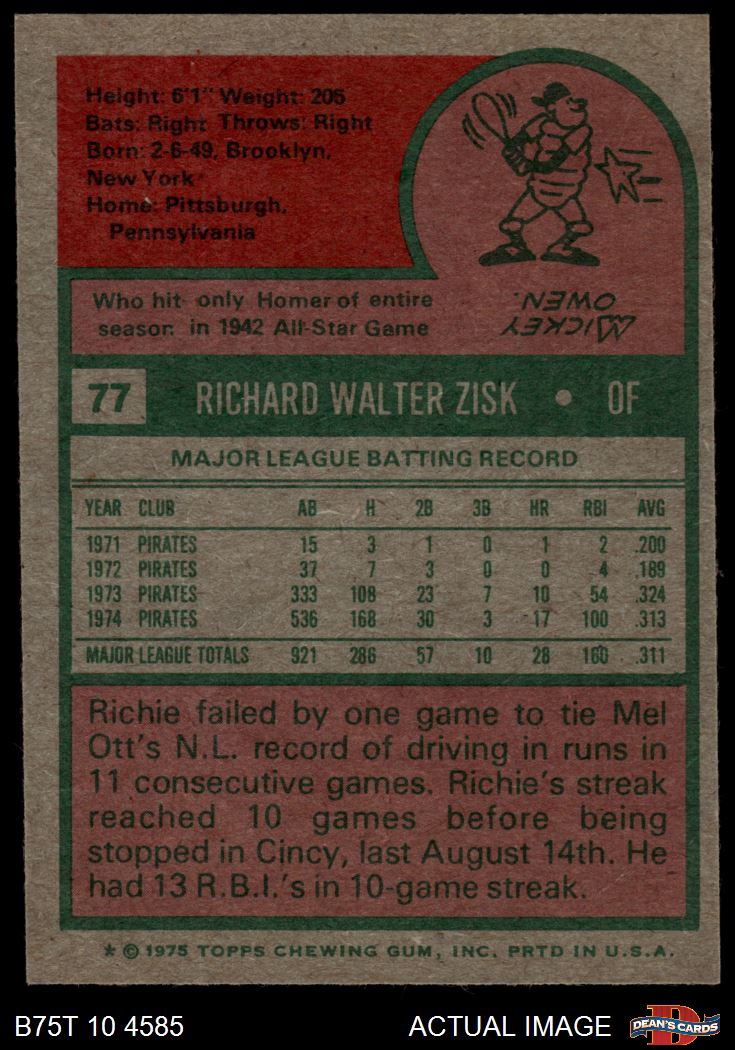 Height: 6'1" Weight: 205
Bats: Right Throws: Right
Born: 2-6-49, Brooklyn,
New York
Home: Pittsburgh,
Pennsylvania
Who hit only Homer of entire
season in 1942 All-Star Game
MICKEY
OWEN.
77 RICHARD WALTER ZISK • OF
MAJOR LEAGUE BATTING RECORD
YEAR CLUB AB H 2B 3B HR RBI AVG
1971 PIRATES 15 3 1 0 1 2 .200
1972 PIRATES 37 7 3 0 0 4 .189
1973 PIRATES 333 108 23 7 10 54 .324
1974 PIRATES 536 168 30 3 17 100 .313
MAJOR LEAGUE TOTALS 921 286 57 10 28 160 .311
Richie failed by one game to tie Mel
Ott's N.L. record of driving in runs in
11 consecutive games. Richie's streak
reached 10 games before being
stopped in Cincy, last August 14th. He
had 13 R.B.I.'s in 10-game streak.
* © 1975 TOPPS CHEWING GUM, INC. PRTD IN U.S.A.
B75T 10 4585 ACTUAL IMAGE
D
DEAN'S CARDS